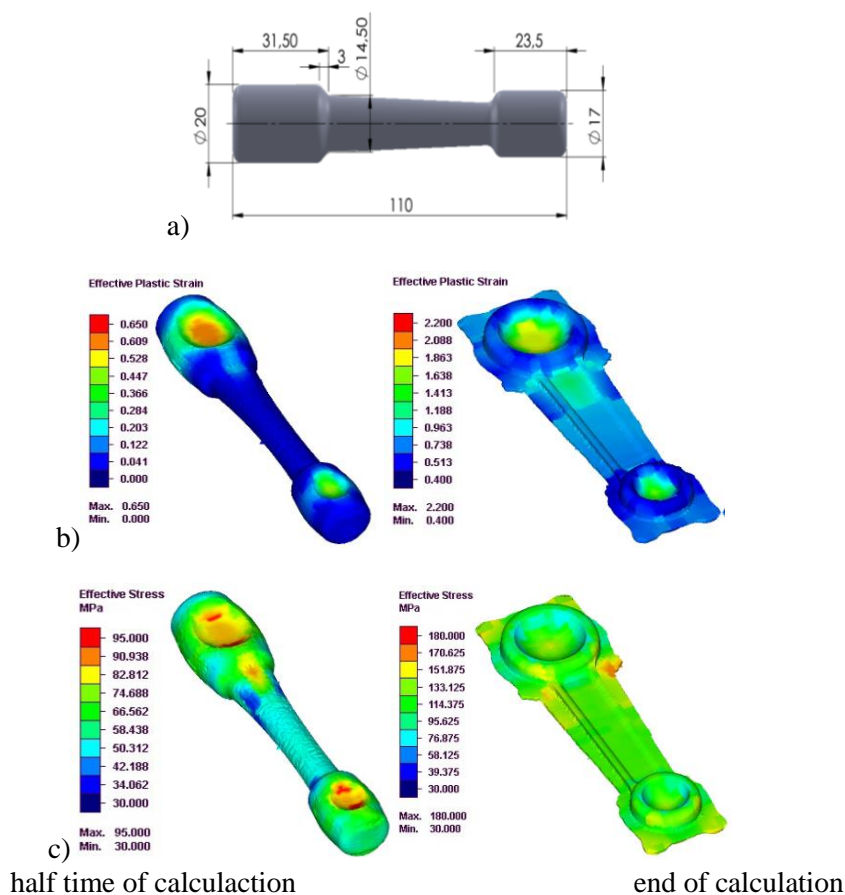 31,50
3
∅14,50
23,5
∅20
∅17
110
a)
Effective Plastic Strain
0.650
0.609
0.528
0.447
0.366
0.284
0.203
0.122
0.041
0.000
Max. 0.650
Min. 0.000
Effective Plastic Strain
2.200
2.088
1.863
1.638
1.413
1.188
0.963
0.738
0.513
0.400
Max. 2.200
Min. 0.400
b)
Effective Stress
MPa
95.000
90.938
82.812
74.688
66.562
58.438
50.312
42.188
34.062
30.000
Max. 95.000
Min. 30.000
Effective Stress
MPa
180.000
170.625
151.875
133.125
114.375
95.625
76.875
58.125
39.375
30.000
Max. 180.000
Min. 30.000
c)
half time of calculaction
end of calculation